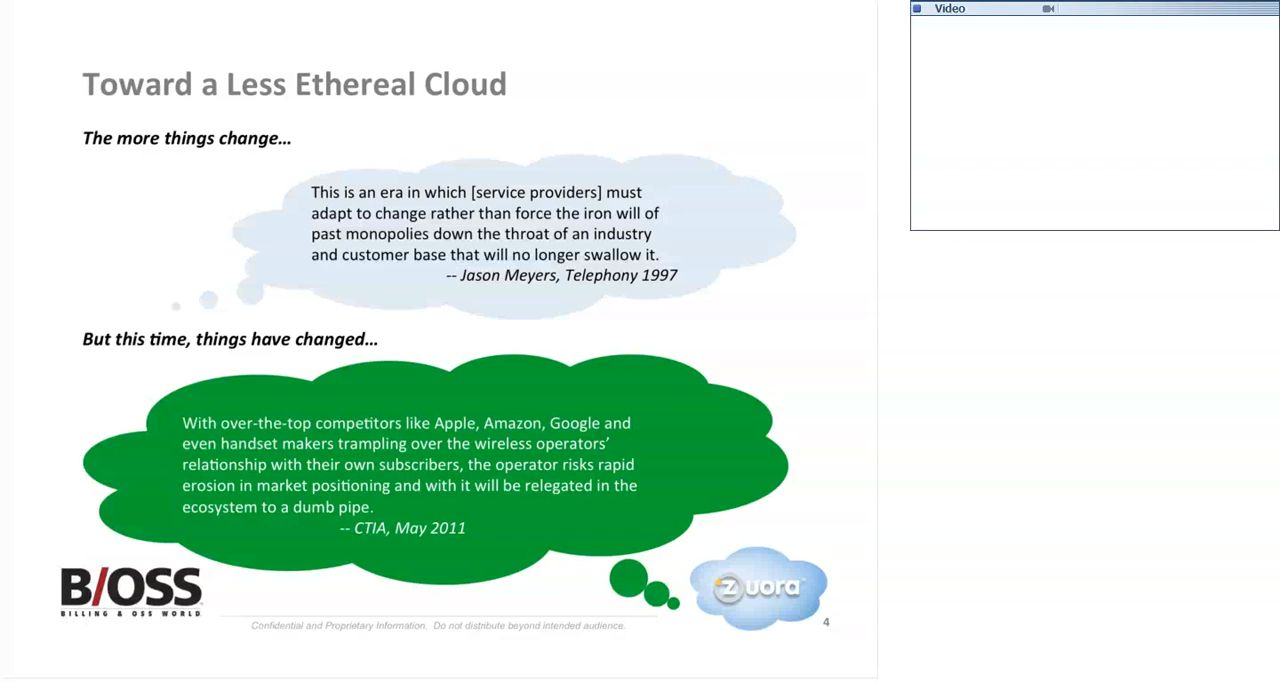 Video
Toward a Less Ethereal Cloud
The more things change...
This is an era in which [service providers] must
adapt to change rather than force the iron will of
past monopolies down the throat of an industry
and customer base that will no longer swallow it.
-- Jason Meyers, Telephony 1997
But this time, things have changed...
With over-the-top competitors like Apple, Amazon, Google and
even handset makers trampling over the wireless operators’
relationship with their own subscribers, the operator risks rapid
erosion in market positioning and with it will be relegated in the
ecosystem to a dumb pipe.
-- CTIA, May 2011
B/OSS
BILLING & OSS WORLD
zuora
Confidential and Proprietary Information. Do not distribute beyond intended audience.
4